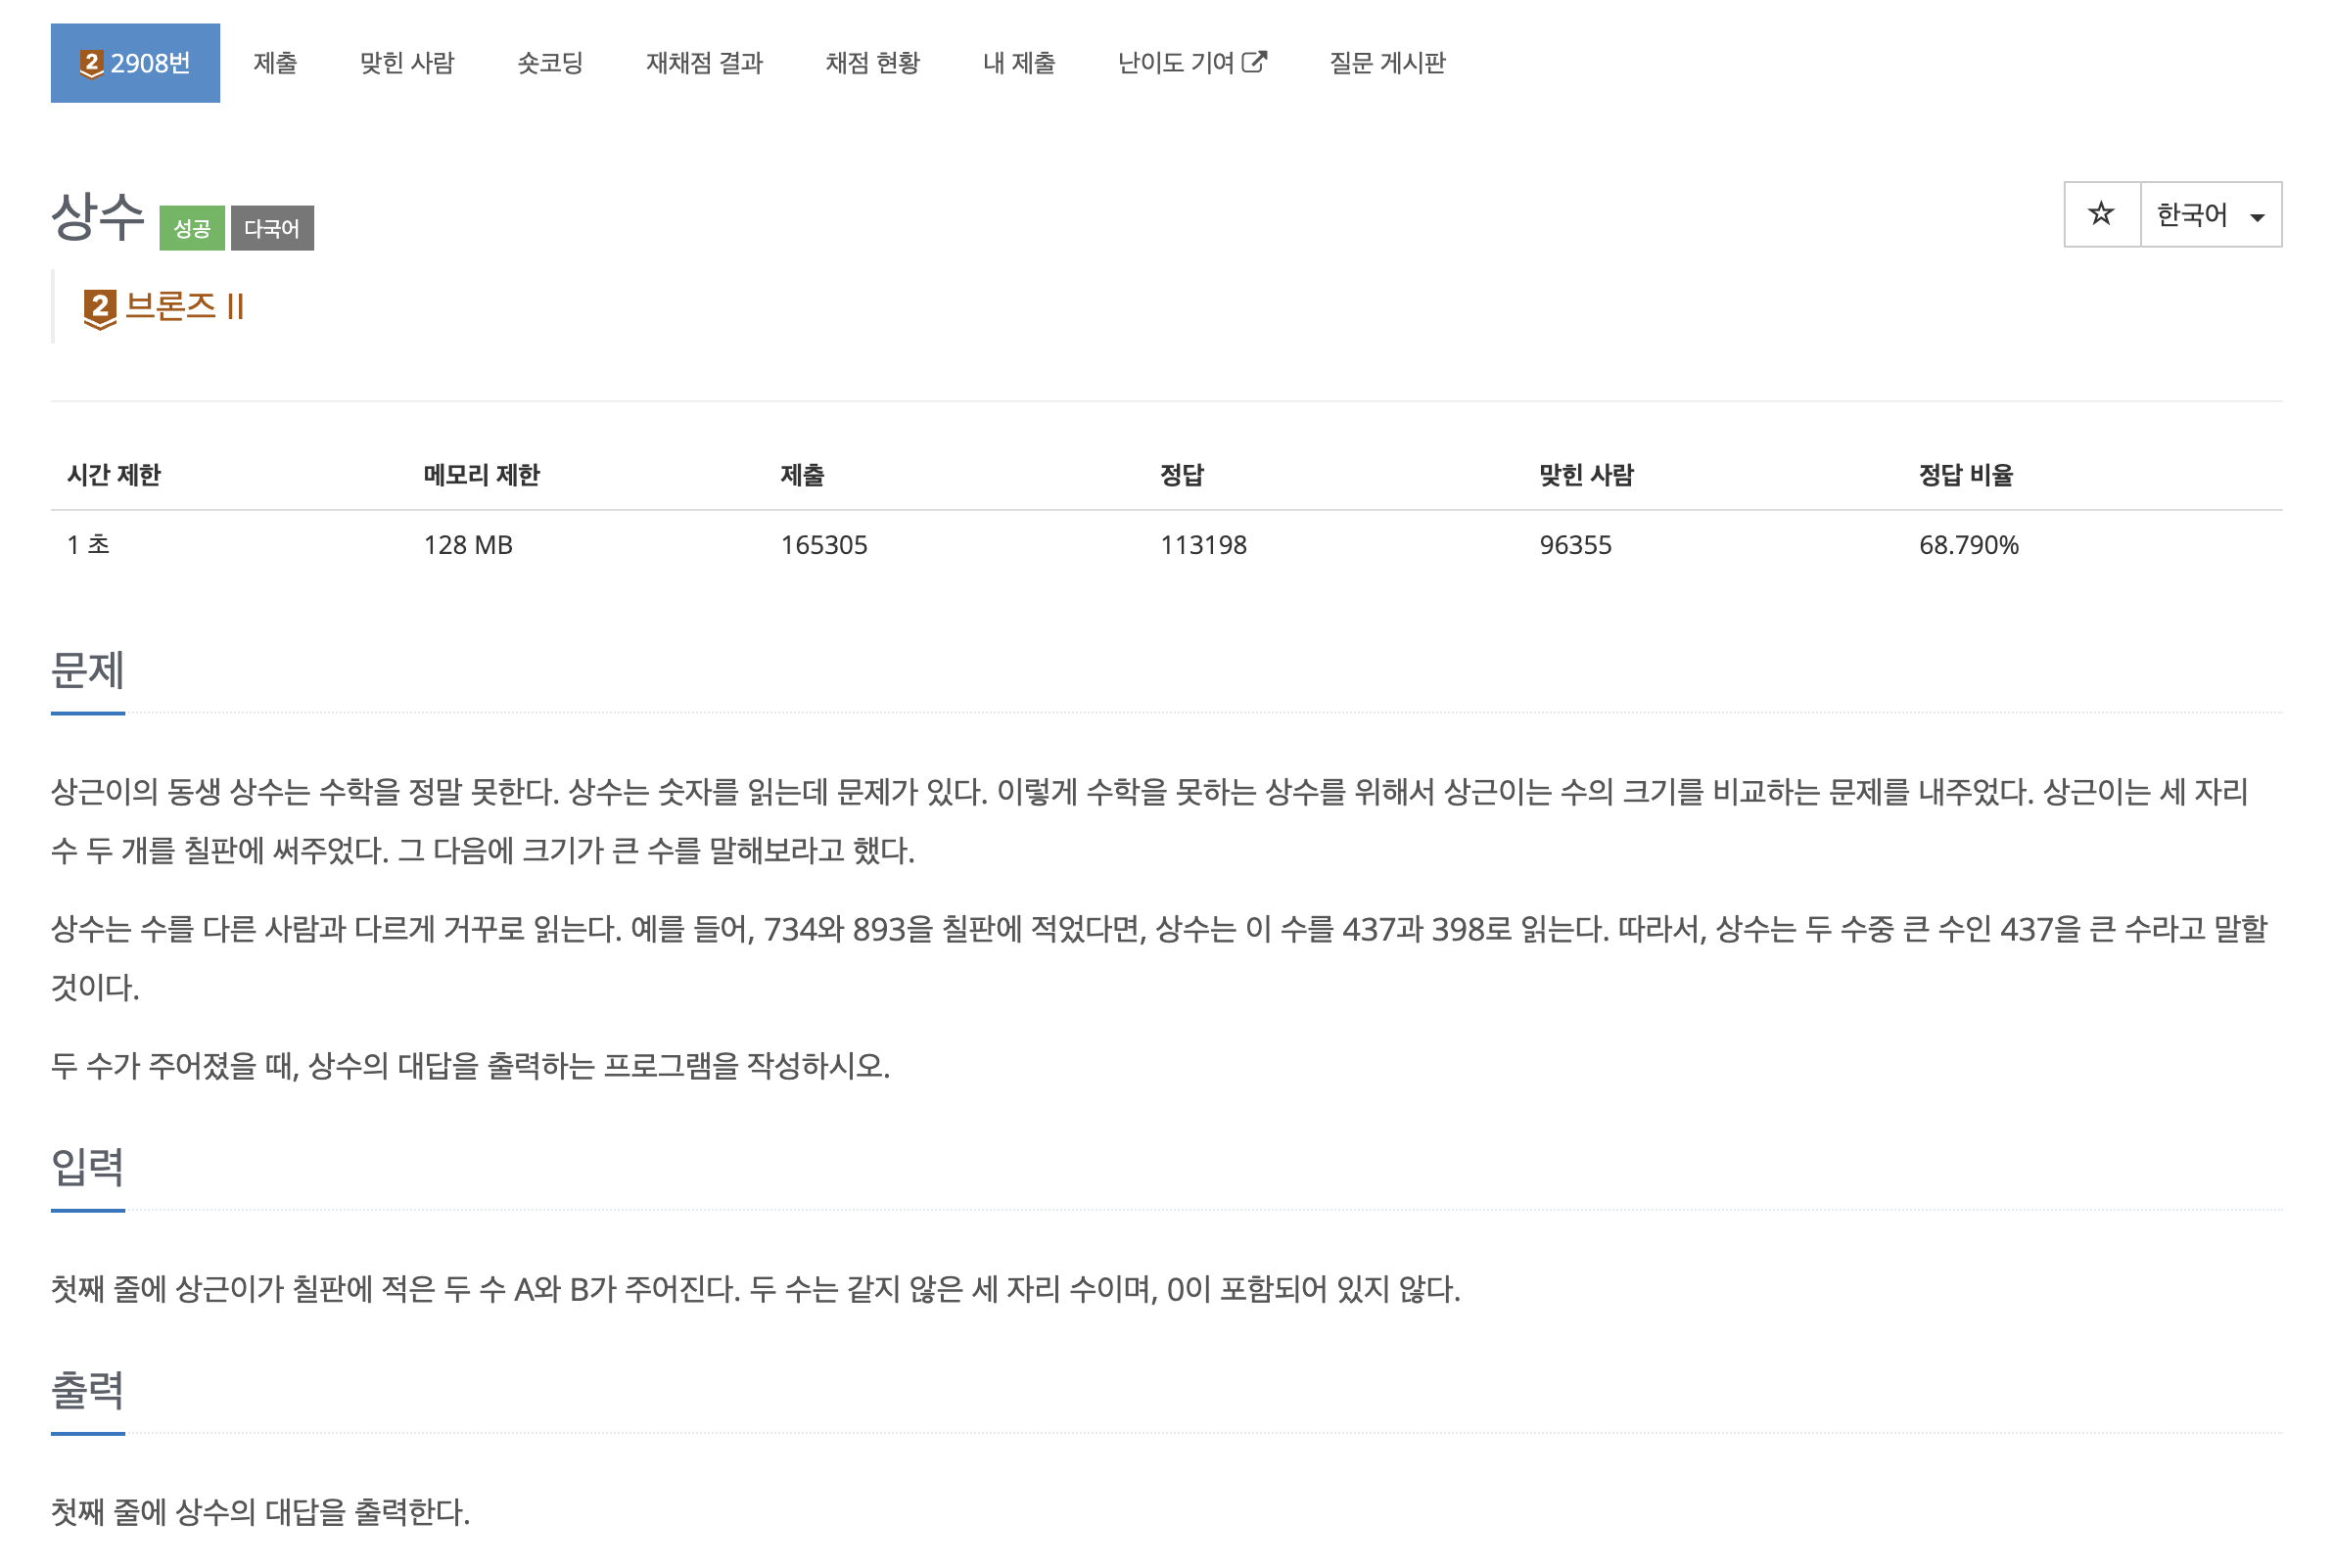 2 2908번 제출 맞힌 사람 숏코딩 재채점 결과 채점 현황 내 제출 난이도 기여 질문 게시판
상수 성공 다국어 ☆ 한국어
2 브론즈 II
시간 제한 메모리 제한 제출 정답 맞힌 사람 정답 비율
1 초 128 MB 165305 113198 96355 68.790%
문제
상근이의 동생 상수는 수학을 정말 못한다. 상수는 숫자를 읽는데 문제가 있다. 이렇게 수학을 못하는 상수를 위해서 상근이는 수의 크기를 비교하는 문제를 내주었다. 상근이는 세 자리
수 두 개를 칠판에 써주었다. 그 다음에 크기가 큰 수를 말해보라고 했다.
상수는 수를 다른 사람과 다르게 거꾸로 읽는다. 예를 들어, 734와 893을 칠판에 적었다면, 상수는 이 수를 437과 398로 읽는다. 따라서, 상수는 두 수중 큰 수인 437을 큰 수라고 말할
것이다.
두 수가 주어졌을 때, 상수의 대답을 출력하는 프로그램을 작성하시오.
입력
첫째 줄에 상근이가 칠판에 적은 두 수 A와 B가 주어진다. 두 수는 같지 않은 세 자리 수이며, 0이 포함되어 있지 않다.
출력
첫째 줄에 상수의 대답을 출력한다.